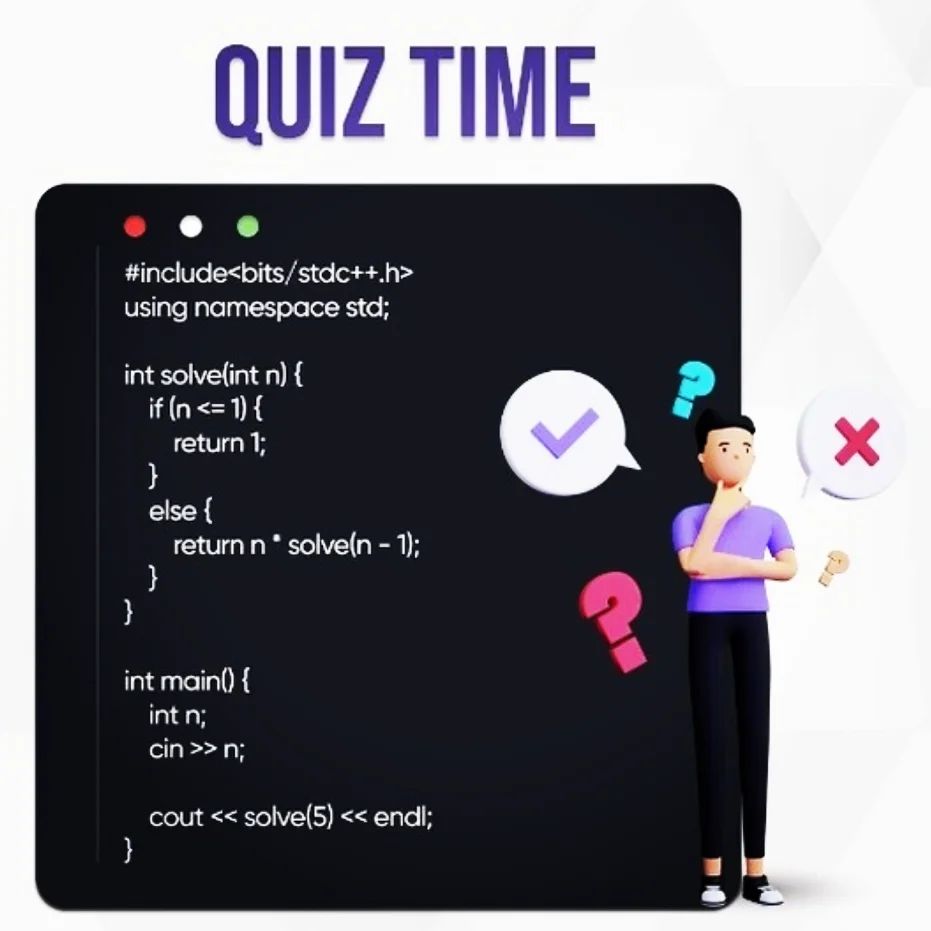 QUIZ TIME
#include<bits/stdc++.h>
using namespace std;
int solve(int n) {
if (n <= 1) {
return 1;
}
else {
return n * solve(n - 1);
}
}
int main() {
int n;
cin >> n;
cout << solve(5) << endl;
}